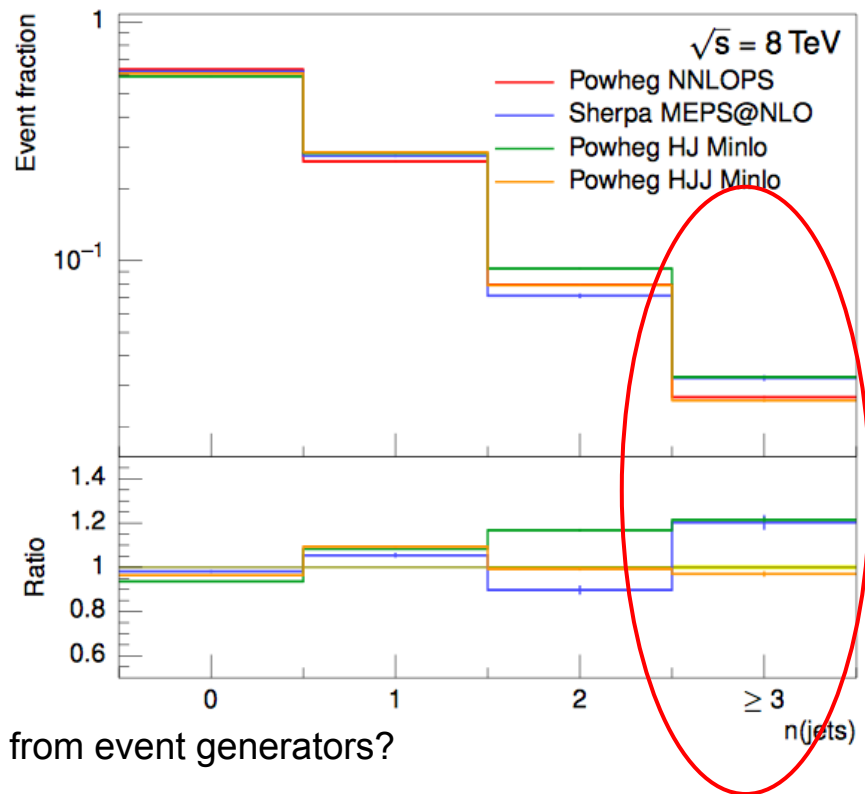 1
√s = 8 TeV
Event fraction
Powheg NNLOPS
Sherpa MEPS@NLO
Powheg HJ Minlo
Powheg HJJ Minlo
10⁻¹
1.4
1.2
1
0.8
0.6
Ratio
0 1 2 ≥ 3
n(jets)
from event generators?